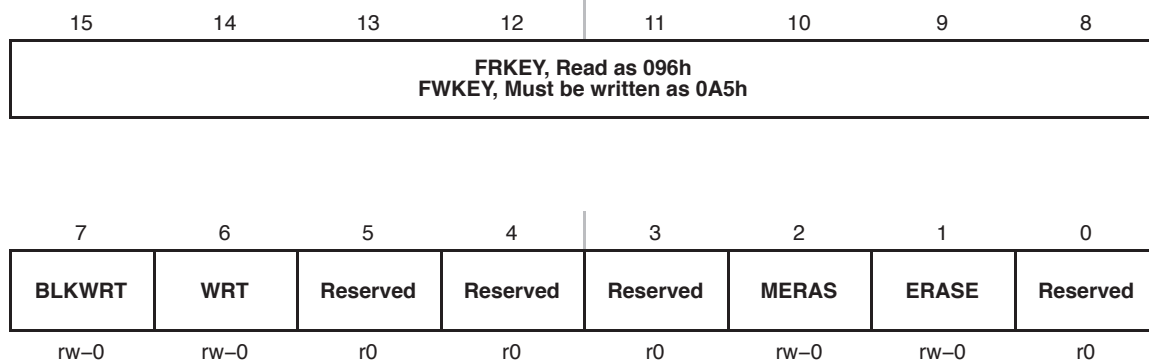 15 14 13 12 11 10 9 8
FRKEY, Read as 096h
FWKEY, Must be written as 0A5h
7 6 5 4 3 2 1 0
BLKWRT WRT Reserved Reserved Reserved MERAS ERASE Reserved
rw−0 rw−0 r0 r0 r0 rw−0 rw−0 r0